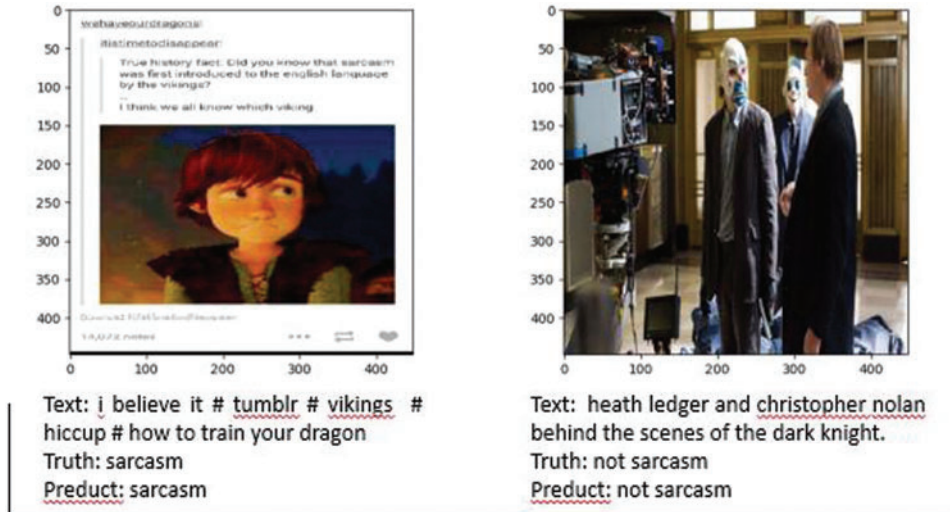 0
50
100
150
200
250
300
350
400
0 100 200 300 400
wehaveourdragons:
itistimetodisappear:
True history fact: Did you know that sarcasm
was first introduced to the english language
by the vikings?
..
I think we all know which viking.
notes
Text: i believe it # tumblr # vikings #
hiccup # how to train your dragon
Truth: sarcasm
Preduct: sarcasm
0
50
100
150
200
250
300
350
400
0 100 200 300 400
Text: heath ledger and christopher nolan
behind the scenes of the dark knight.
Truth: not sarcasm
Preduct: not sarcasm